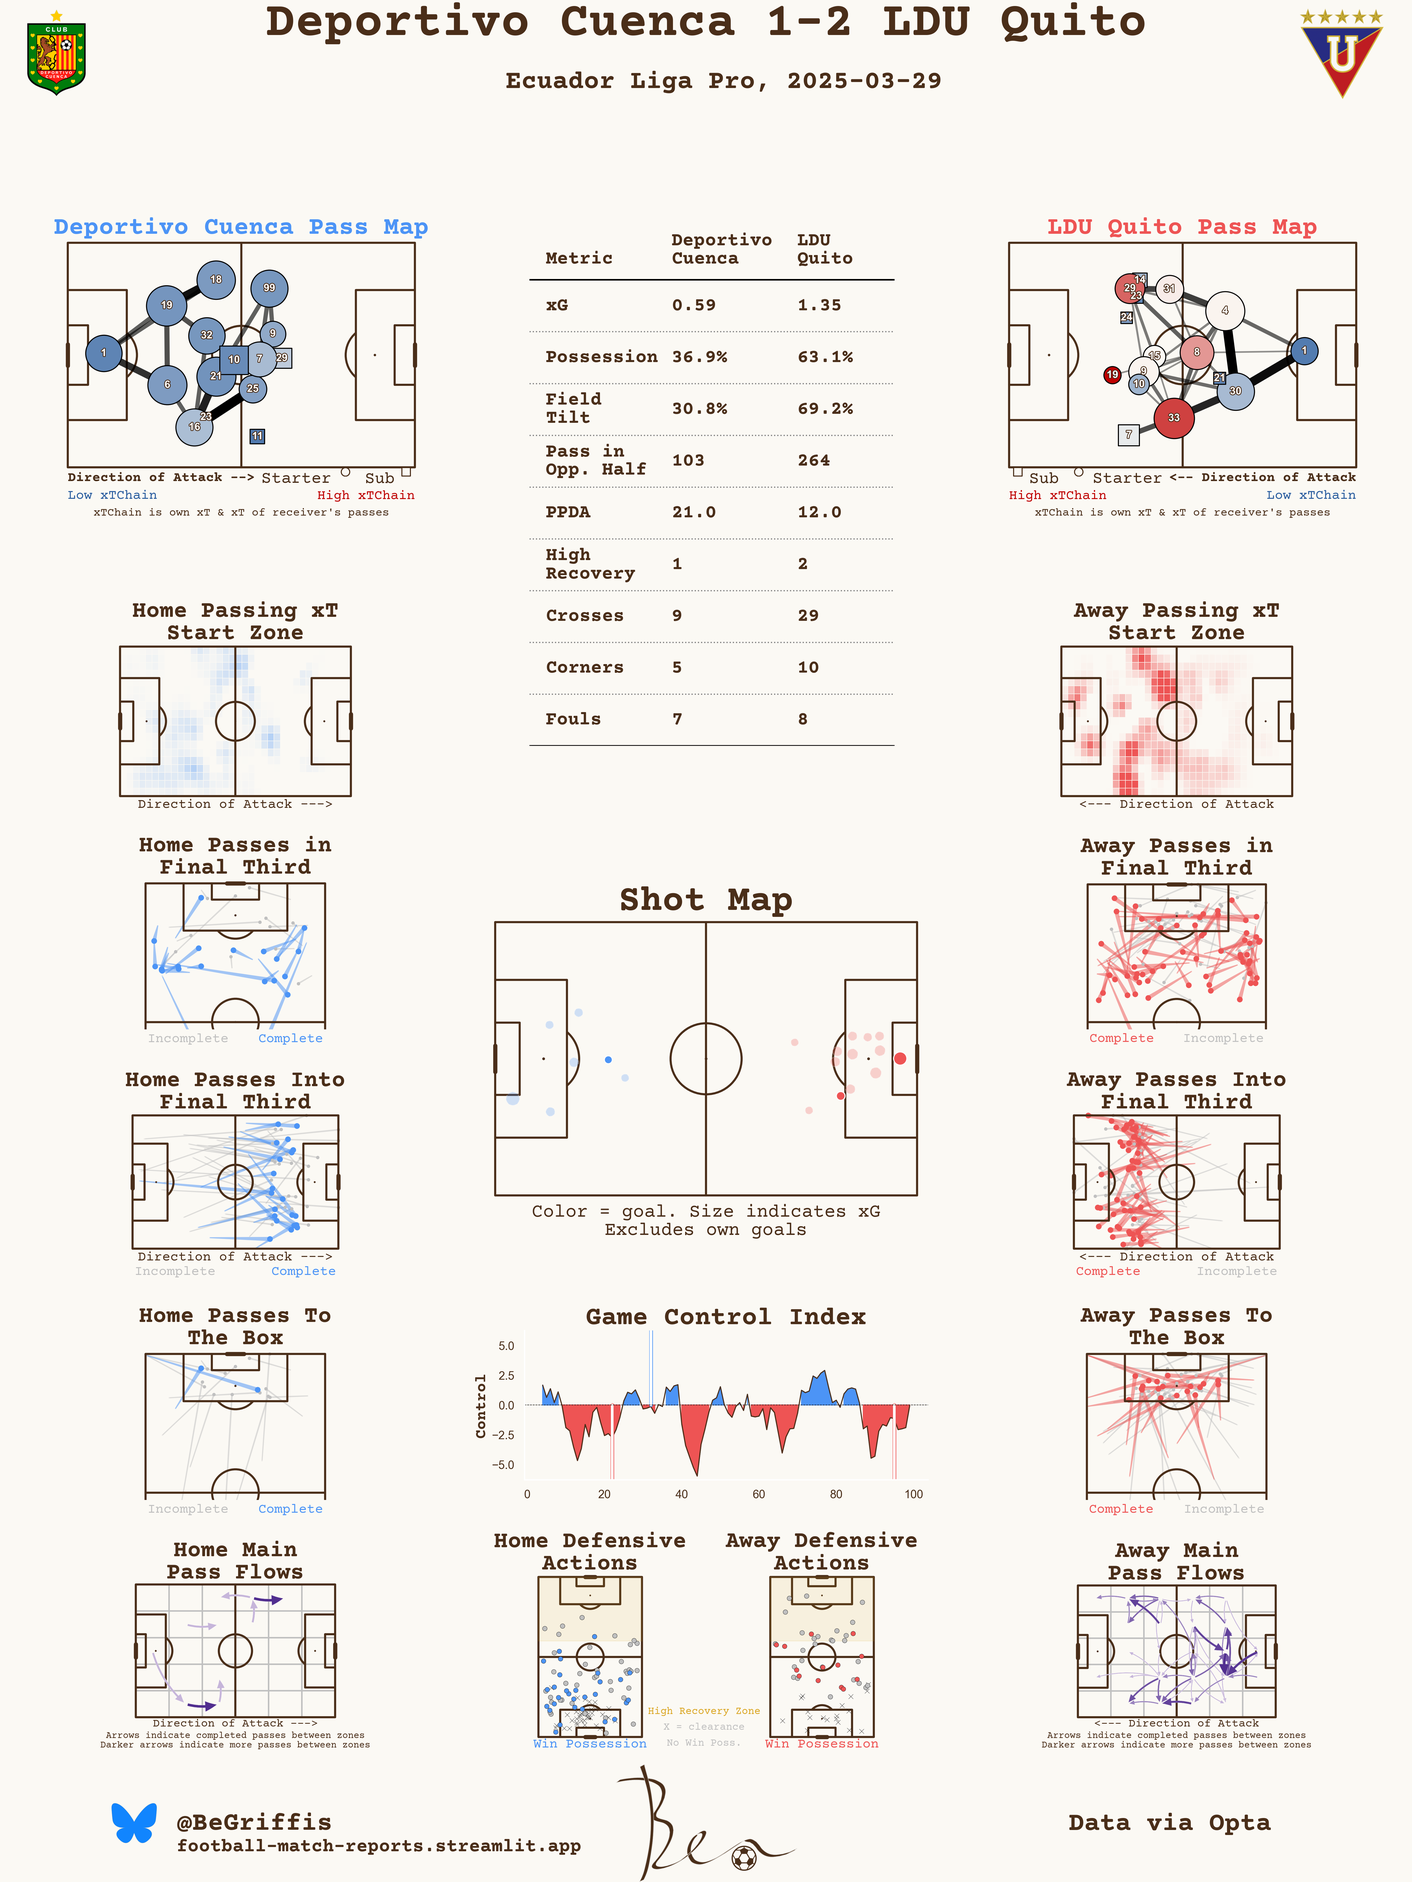 Deportivo Cuenca 1-2 LDU Quito
Ecuador Liga Pro, 2025-03-29
CLUB
DEPORTIVO
CUENCA
U
Deportivo Cuenca Pass Map
18
99
19
32
9
1
10
7
29
21
6
25
23
16
11
Direction of Attack --> Starter Sub
Low xTChain High xTChain
xTChain is own xT & xT of receiver's passes
Metric Deportivo Cuenca LDU Quito
xG 0.59 1.35
Possession 36.9% 63.1%
Field Tilt 30.8% 69.2%
Pass in Opp. Half 103 264
PPDA 21.0 12.0
High Recovery 1 2
Crosses 9 29
Corners 5 10
Fouls 7 8
LDU Quito Pass Map
14
29
31
23
4
24
15
8
1
19
9
21
10
30
33
7
Sub Starter <-- Direction of Attack
High xTChain Low xTChain
xTChain is own xT & xT of receiver's passes
Home Passing xT
Start Zone
Direction of Attack --->
Away Passing xT
Start Zone
<--- Direction of Attack
Home Passes in
Final Third
Incomplete Complete
Away Passes in
Final Third
Complete Incomplete
Shot Map
Color = goal. Size indicates xG
Excludes own goals
Home Passes Into
Final Third
Direction of Attack --->
Incomplete Complete
Away Passes Into
Final Third
<--- Direction of Attack
Complete Incomplete
Home Passes To
The Box
Incomplete Complete
Game Control Index
Control
5.0
2.5
0.0
−2.5
−5.0
0 20 40 60 80 100
Away Passes To
The Box
Complete Incomplete
Home Main
Pass Flows
Direction of Attack --->
Arrows indicate completed passes between zones
Darker arrows indicate more passes between zones
Home Defensive
Actions
Win Possession
High Recovery Zone
X = clearance
No Win Poss.
Away Defensive
Actions
Win Possession
Away Main
Pass Flows
<--- Direction of Attack
Arrows indicate completed passes between zones
Darker arrows indicate more passes between zones
@BeGriffis
football-match-reports.streamlit.app
Ben
Data via Opta